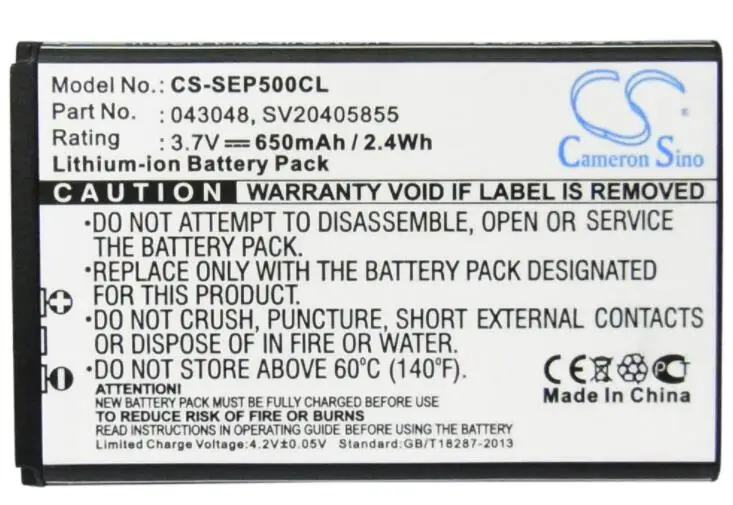 Model No.: CS-SEP500CL
Part No. : 043048, SV20405855
Rating : 3.7V 650mAh / 2.4Wh
Lithium-ion Battery Pack
CS
Cameron Sino
CAUTION WARRANTY VOID IF LABEL IS REMOVED
•DO NOT ATTEMPT TO DISASSEMBLE, OPEN OR SERVICE
THE BATTERY PACK.
•REPLACE ONLY WITH THE BATTERY PACK DESIGNATED
FOR THIS PRODUCT.
•DO NOT CRUSH, PUNCTURE, SHORT EXTERNAL CONTACTS
OR DISPOSE OF IN FIRE OR WATER.
•DO NOT STORE ABOVE 60°C (140°F).
ATTENTION:
NEW BATTERY PACK MUST BE FULLY CHARGED BEFORE USE
TO REDUCE RISK OF FIRE OR BURNS
READ INSTRUCTIONS ON BATTERY GUIDE BEFORE USING BATTERY
Limited Charge Voltage:4.2V±0.05V Standard:GB/T18287-2013
CE PCT
Made In China